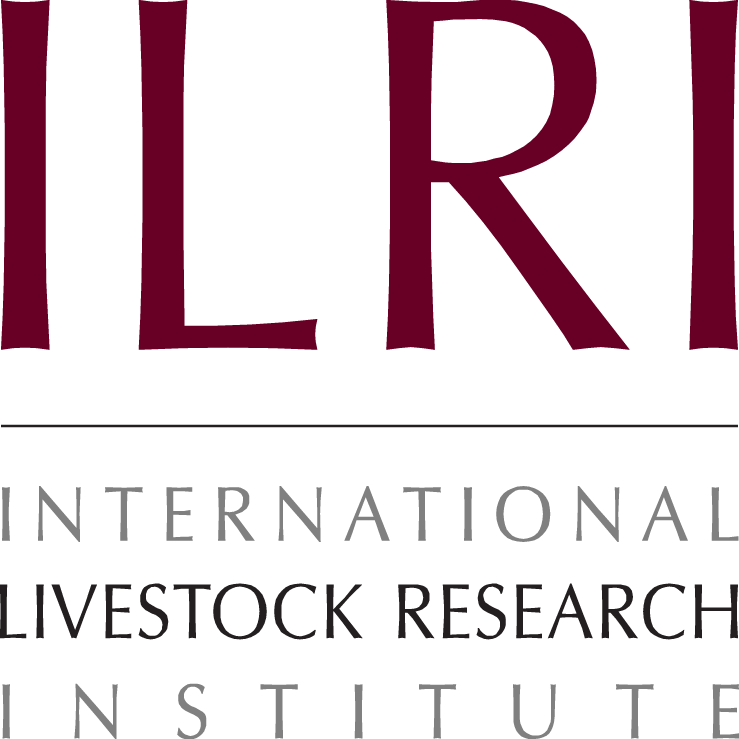 ILRI
INTERNATIONAL
LIVESTOCK RESEARCH
INSTITUTE